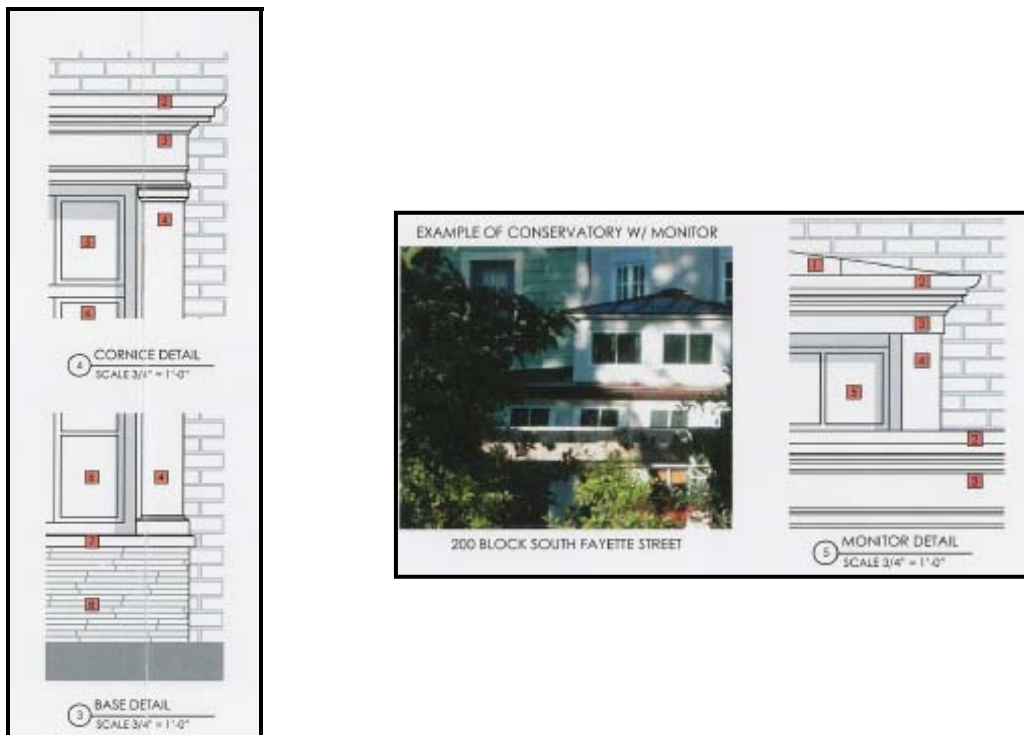 2
3
4
5
6
4
CORNICE DETAIL
SCALE 3/4" = 1'-0"
6
4
7
8
3
BASE DETAIL
SCALE 3/4" = 1'-0"
EXAMPLE OF CONSERVATORY W/ MONITOR
200 BLOCK SOUTH FAYETTE STREET
1
2
3
4
5
2
3
5
MONITOR DETAIL
SCALE 3/4" = 1'-0"